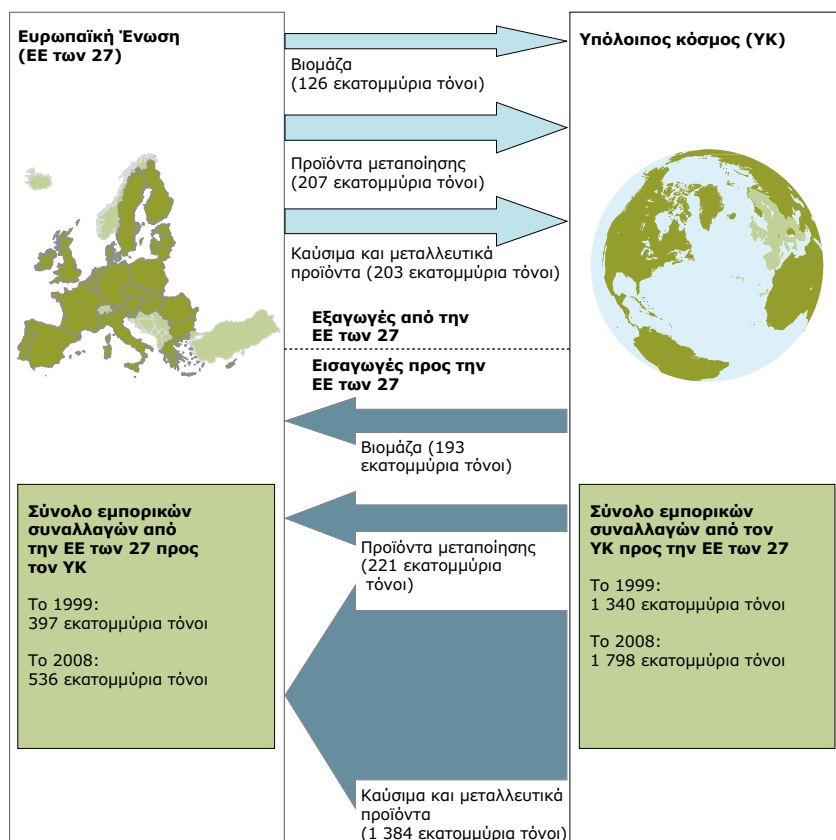 Ευρωπαϊκή Ένωση
(ΕΕ των 27)
Βιομάζα
(126 εκατομμύρια τόνοι)
Προϊόντα μεταποίησης
(207 εκατομμύρια τόνοι)
Καύσιμα και μεταλλευτικά
προϊόντα (203 εκατομμύρια τόνοι)
Υπόλοιπος κόσμος (ΥΚ)
Εξαγωγές από την
ΕΕ των 27
Εισαγωγές προς την
ΕΕ των 27
Βιομάζα (193
εκατομμύρια τόνοι)
Προϊόντα μεταποίησης
(221 εκατομμύρια
τόνοι)
Καύσιμα και μεταλλευτικά
προϊόντα
(1 384 εκατομμύρια τόνοι)
Σύνολο εμπορικών
συναλλαγών από
την ΕΕ των 27 προς
τον ΥΚ
Το 1999:
397 εκατομμύρια τόνοι
Το 2008:
536 εκατομμύρια τόνοι
Σύνολο εμπορικών
συναλλαγών από τον
ΥΚ προς την ΕΕ των 27
Το 1999:
1 340 εκατομμύρια τόνοι
Το 2008:
1 798 εκατομμύρια τόνοι